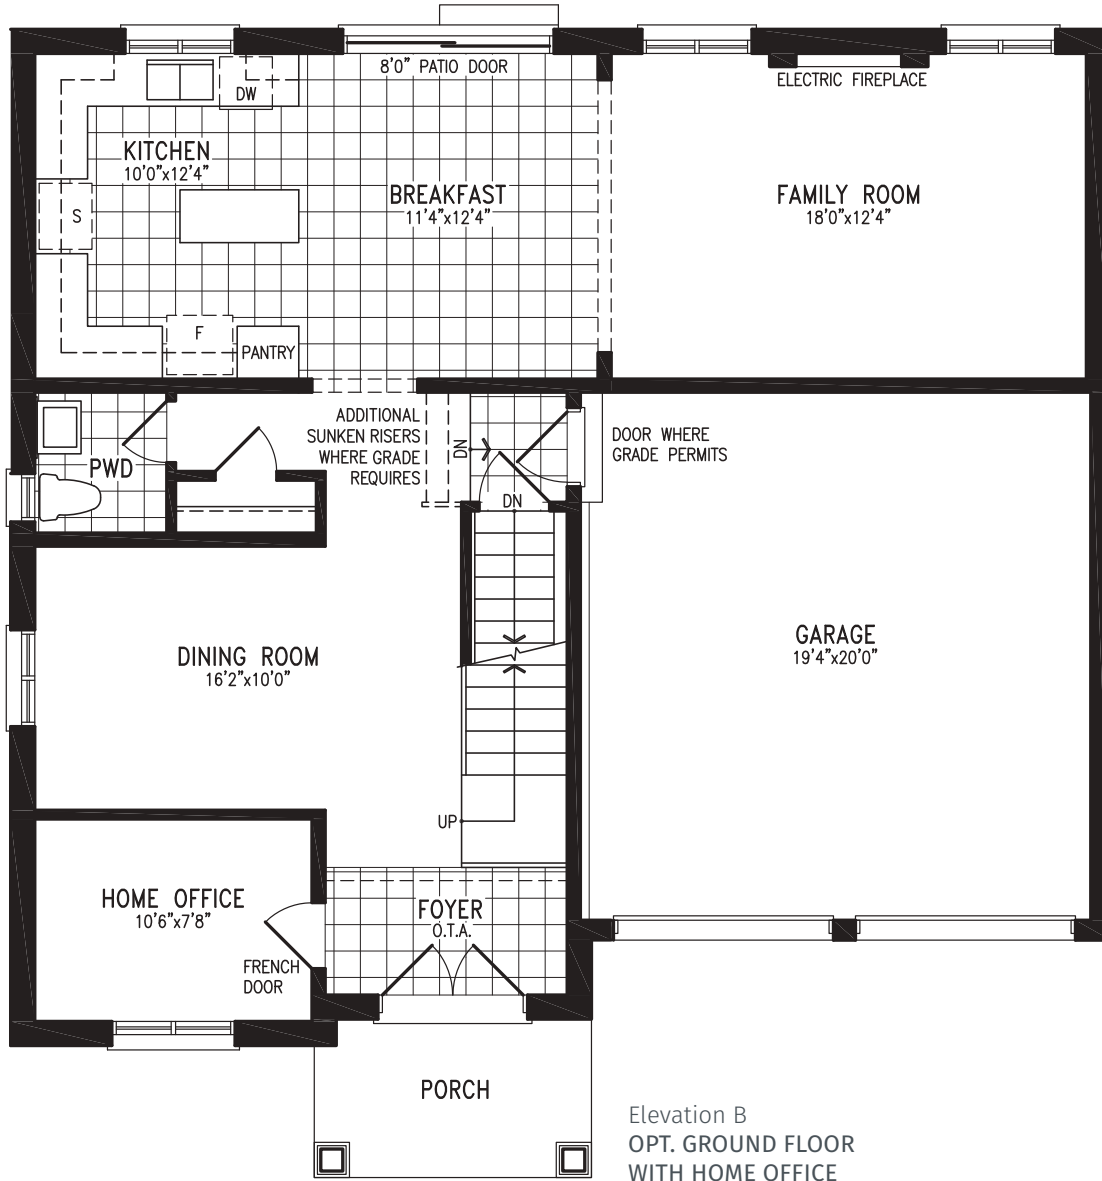 8'0" PATIO DOOR
ELECTRIC FIREPLACE
DW
KITCHEN
10'0"x12'4"
BREAKFAST
11'4"x12'4"
FAMILY ROOM
18'0"x12'4"
S
F
PANTRY
ADDITIONAL
SUNKEN RISERS
WHERE GRADE
REQUIRES
DN
DOOR WHERE
GRADE PERMITS
PWD
DN
GARAGE
19'4"x20'0"
DINING ROOM
16'2"x10'0"
UP
HOME OFFICE
10'6"x7'8"
FOYER
O.T.A.
FRENCH
DOOR
PORCH
Elevation B
OPT. GROUND FLOOR
WITH HOME OFFICE